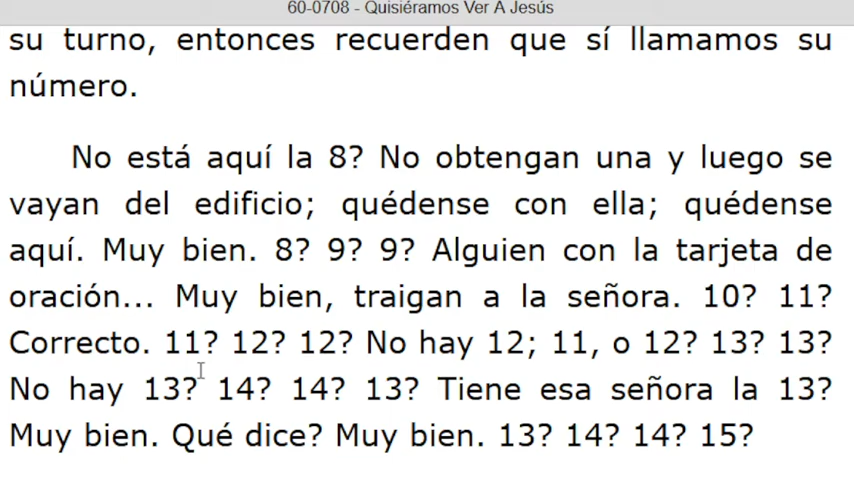 60-0708 - Quisiéramos Ver A Jesús
su turno, entonces recuerden que sí llamamos su
número.
No está aquí la 8? No obtengan una y luego se
vayan del edificio; quédense con ella; quédense
aquí. Muy bien. 8? 9? 9? Alguien con la tarjeta de
oración... Muy bien, traigan a la señora. 10? 11?
Correcto. 11? 12? 12? No hay 12; 11, o 12? 13? 13?
No hay 13? 14? 14? 13? Tiene esa señora la 13?
Muy bien. Qué dice? Muy bien. 13? 14? 14? 15?